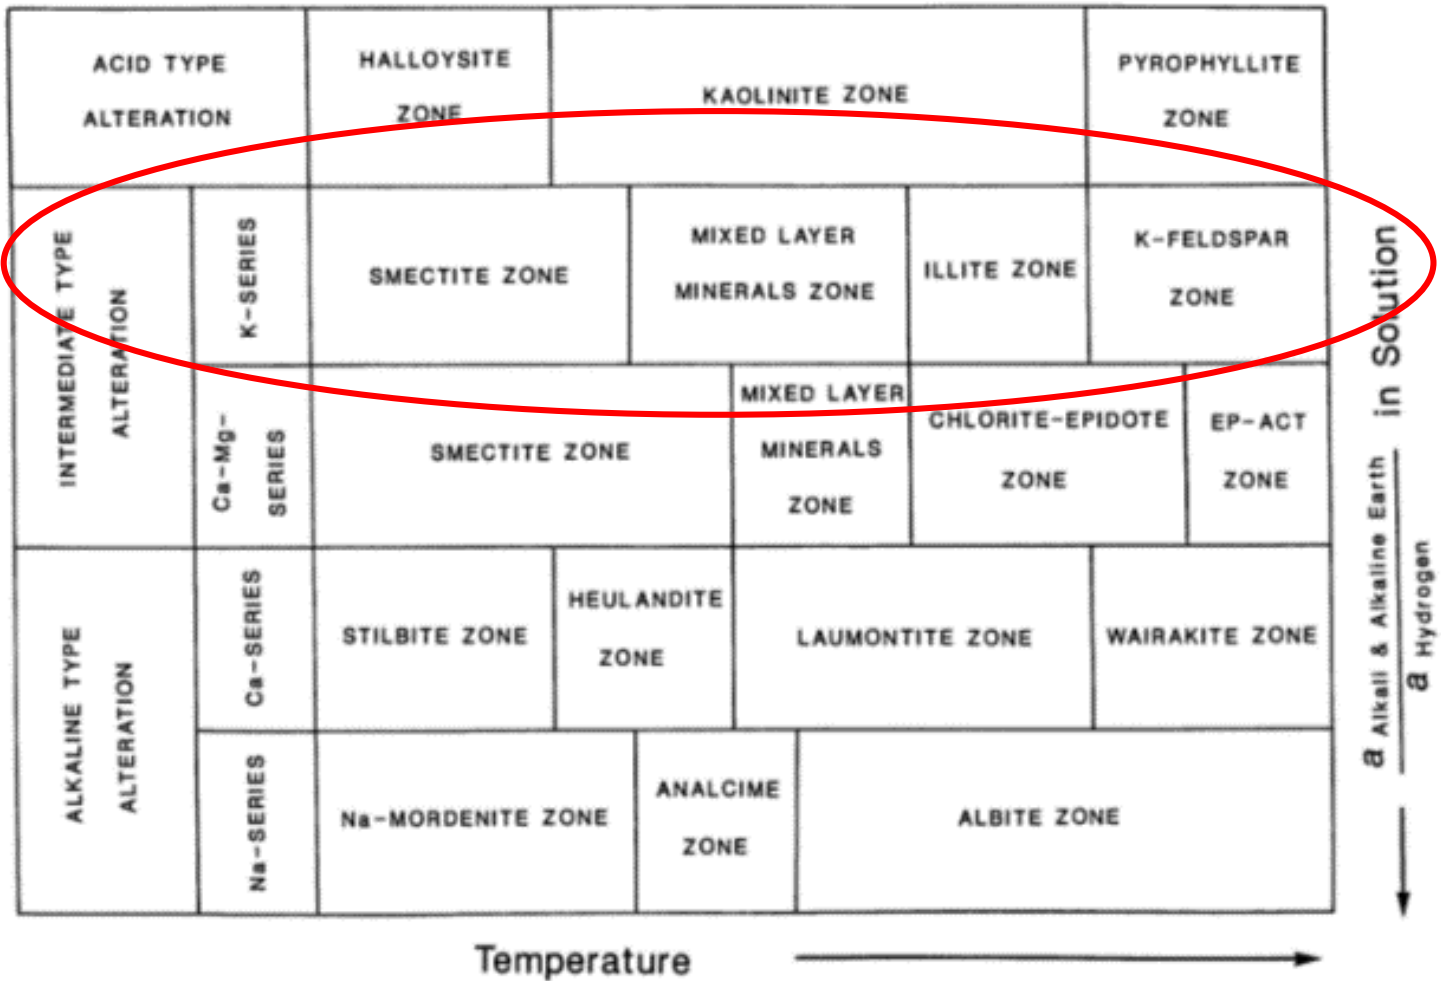 ACID TYPE
ALTERATION
HALLOYSITE
ZONE
KAOLINITE ZONE
PYROPHYLLITE
ZONE
INTERMEDIATE TYPE
ALTERATION
K-SERIES
SMECTITE ZONE
MIXED LAYER
MINERALS ZONE
ILLITE ZONE
K-FELDSPAR
ZONE
Ca-Mg-
SERIES
SMECTITE ZONE
MIXED LAYER
MINERALS
ZONE
CHLORITE-EPIDOTE
ZONE
EP-ACT
ZONE
ALKALINE TYPE
ALTERATION
Ca-SERIES
STILBITE ZONE
HEULANDITE
ZONE
LAUMONTITE ZONE
WAIRAKITE ZONE
Na-SERIES
Na-MORDENITE ZONE
ANALCIME
ZONE
ALBITE ZONE
a Alkali & Alkaline Earth
a Hydrogen
in Solution
Temperature